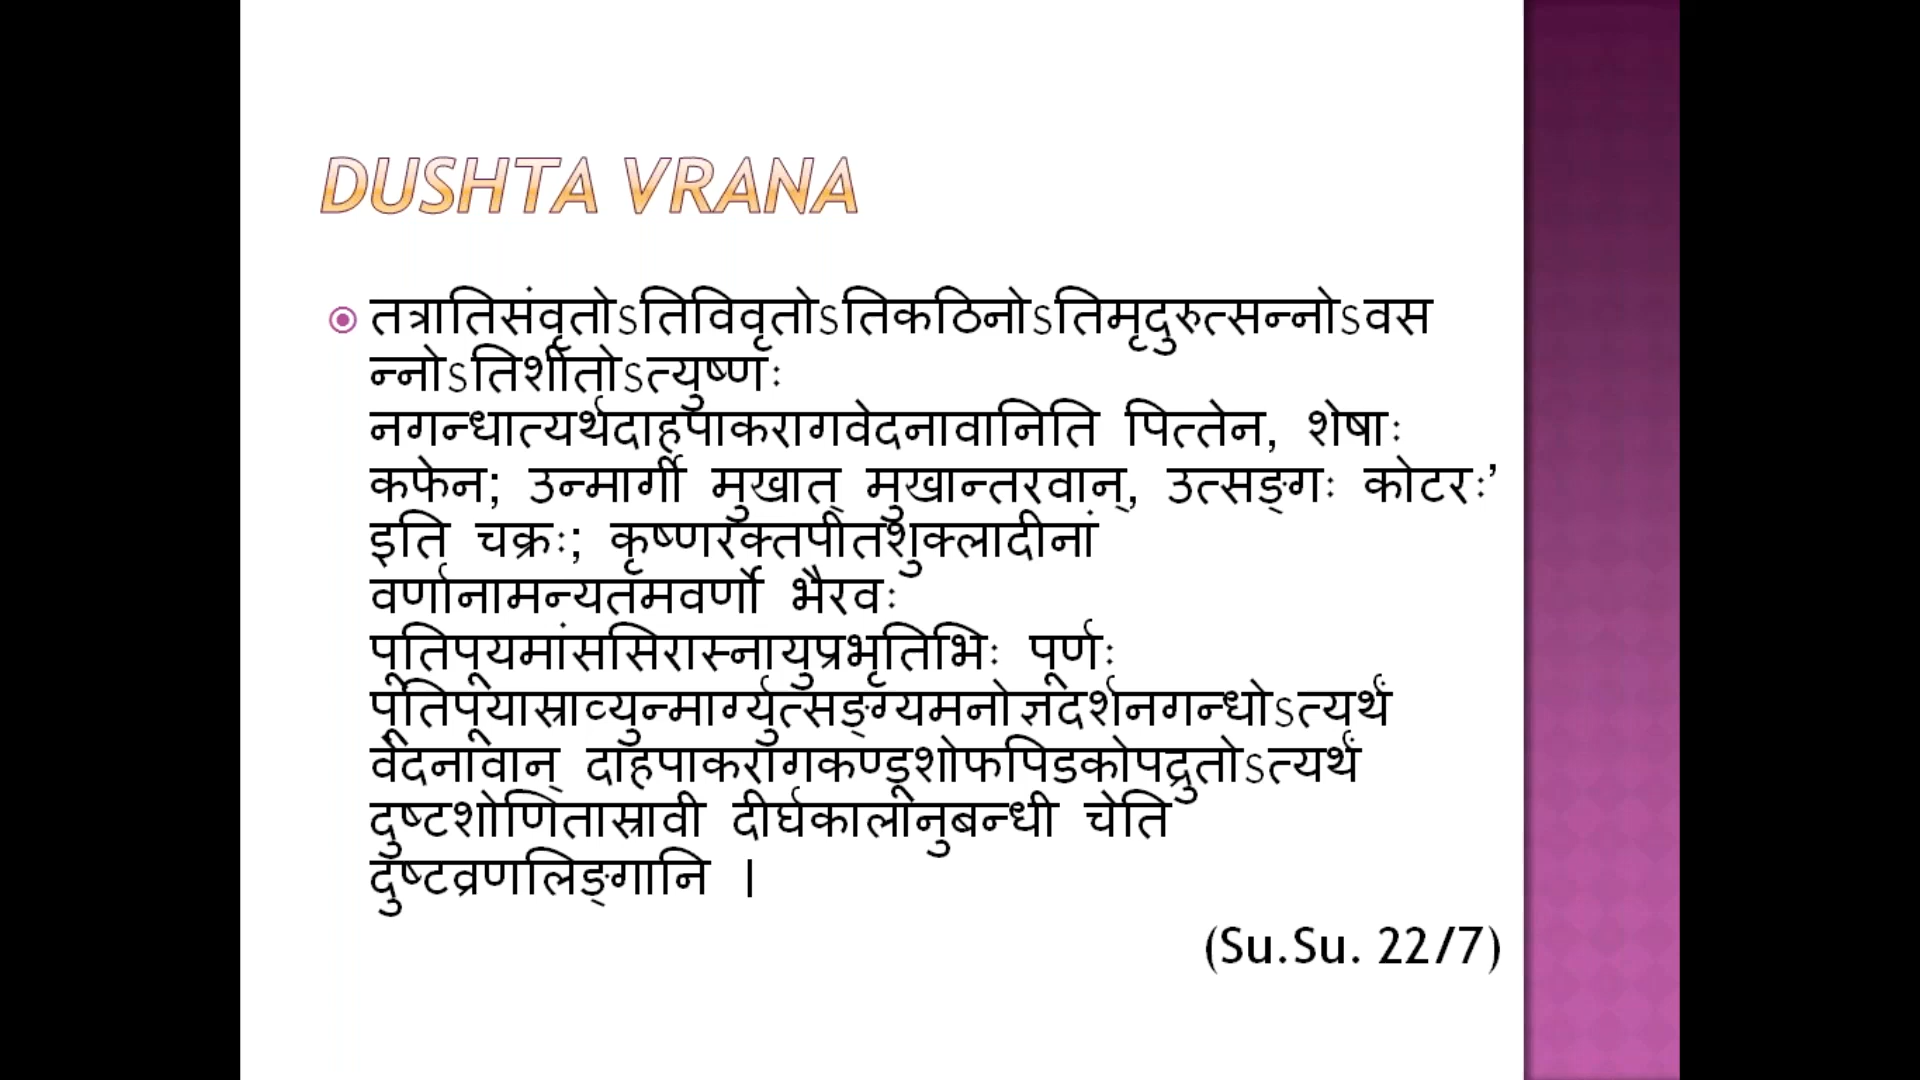 DUSHTA VRANA
तत्रातिसंवृतोऽतिविवृतोऽतिकठिनोऽतिमृदुरुत्सन्नोऽवस
न्नोऽतिशीतोऽत्युष्णः
नगन्धात्यर्थदाहपाकरागवेदनावानिति पित्तेन, शेषाः
कफेन; उन्मार्गी मुखात् मुखान्तरवान्, उत्सङ्गः कोटरः’
इति चक्रः; कृष्णरक्तपीतशुक्लादीनां
वर्णानामन्यतमवर्णो भैरवः
पूतिपूयमांससिरास्नायुप्रभृतिभिः पूर्णः
पूतिपूयास्राव्युन्मार्ग्युत्सङ्ग्यमनोज्ञदर्शनगन्धोऽत्यर्थं
वेदनावान् दाहपाकरागकण्डूशोफपिडकोपद्रुतोऽत्यर्थं
दुष्टशोणितास्रावी दीर्घकालानुबन्धी चेति
दुष्टव्रणलिङ्गानि ।
(Su.Su. 22/7)